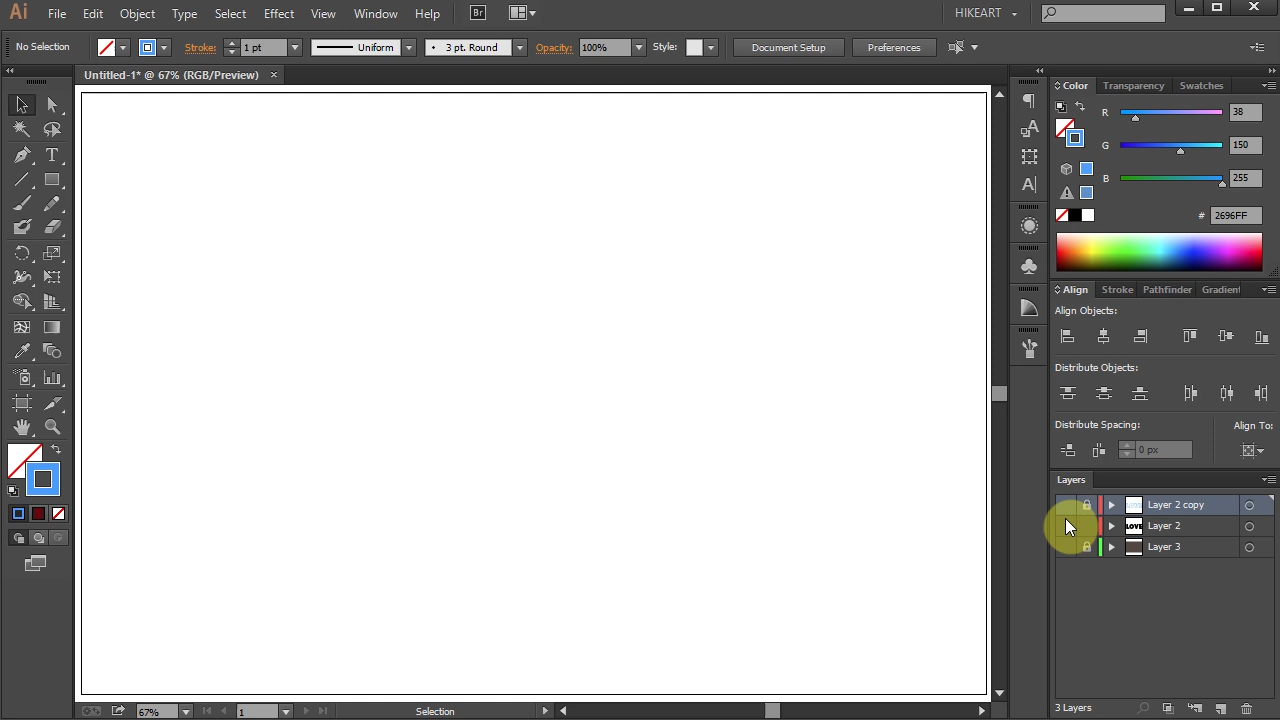 Ai File Edit Object Type Select Effect View Window Help Br HIKEART
No Selection Stroke: 1 pt Uniform 3 pt. Round Opacity: 100% Style: Document Setup Preferences
Untitled-1* @ 67% (RGB/Preview)
Color Transparency Swatches
R 38
G 150
B 255
# 2696FF
Align Stroke Pathfinder Gradient
Align Objects:
Distribute Objects:
Distribute Spacing: Align To:
0 px
Layers
Layer 2 copy
LOVE Layer 2
Layer 3
67% 1 Selection 3 Layers